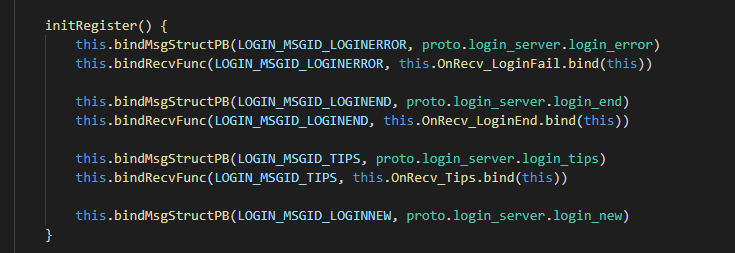 initRegister() {
this.bindMsgStructPB(LOGIN_MSGID_LOGINERROR, proto.login_server.login_error)
this.bindRecvFunc(LOGIN_MSGID_LOGINERROR, this.OnRecv_LoginFail.bind(this))
this.bindMsgStructPB(LOGIN_MSGID_LOGINEND, proto.login_server.login_end)
this.bindRecvFunc(LOGIN_MSGID_LOGINEND, this.OnRecv_LoginEnd.bind(this))
this.bindMsgStructPB(LOGIN_MSGID_TIPS, proto.login_server.login_tips)
this.bindRecvFunc(LOGIN_MSGID_TIPS, this.OnRecv_Tips.bind(this))
this.bindMsgStructPB(LOGIN_MSGID_LOGINNEW, proto.login_server.login_new)
}